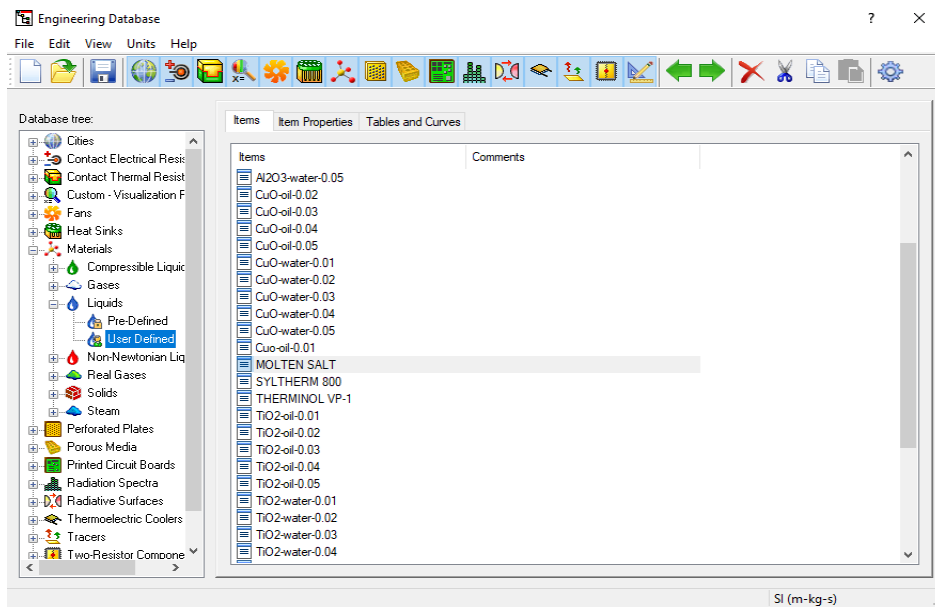 Engineering Database
? ×
File Edit View Units Help
Database tree:
Cities
Contact Electrical Resis
Contact Thermal Resist
Custom - Visualization F
Fans
Heat Sinks
Materials
Compressible Liquic
Gases
Liquids
Pre-Defined
User Defined
Non-Newtonian Liq
Real Gases
Solids
Steam
Perforated Plates
Porous Media
Printed Circuit Boards
Radiation Spectra
Radiative Surfaces
Thermoelectric Coolers
Tracers
Two-Resistor Compone
Items Item Properties Tables and Curves
Items Comments
Al2O3-water-0.05
CuO-oil-0.02
CuO-oil-0.03
CuO-oil-0.04
CuO-oil-0.05
CuO-water-0.01
CuO-water-0.02
CuO-water-0.03
CuO-water-0.04
CuO-water-0.05
Cuo-oil-0.01
MOLTEN SALT
SYLTHERM 800
THERMINOL VP-1
TiO2-oil-0.01
TiO2-oil-0.02
TiO2-oil-0.03
TiO2-oil-0.04
TiO2-oil-0.05
TiO2-water-0.01
TiO2-water-0.02
TiO2-water-0.03
TiO2-water-0.04
SI (m-kg-s)